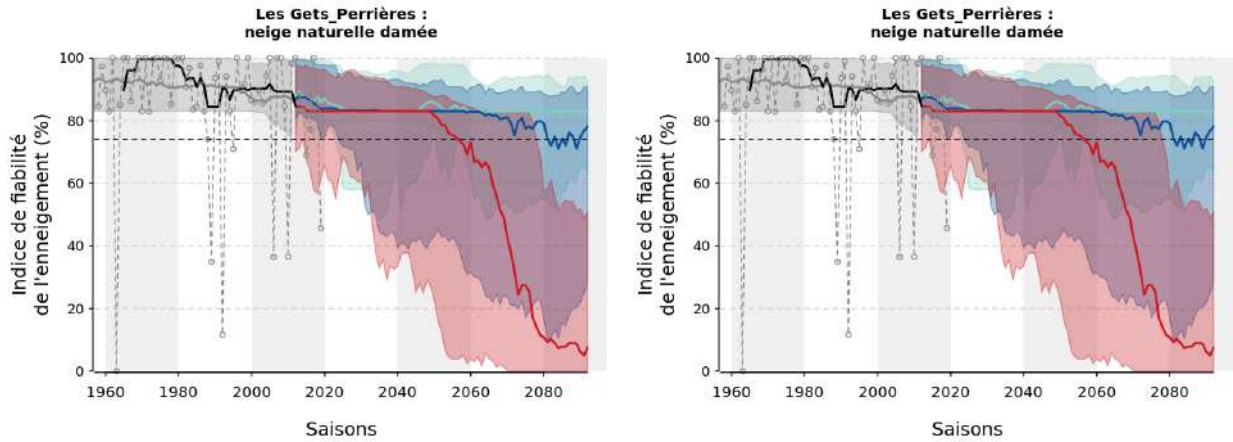 Les Gets_Perrières :
neige naturelle damée
Indice de fiabilité
de l'enneigement (%)
100
80
60
40
20
0
1960 1980 2000 2020 2040 2060 2080
Saisons
Les Gets_Perrières :
neige naturelle damée
Indice de fiabilité
de l'enneigement (%)
100
80
60
40
20
0
1960 1980 2000 2020 2040 2060 2080
Saisons